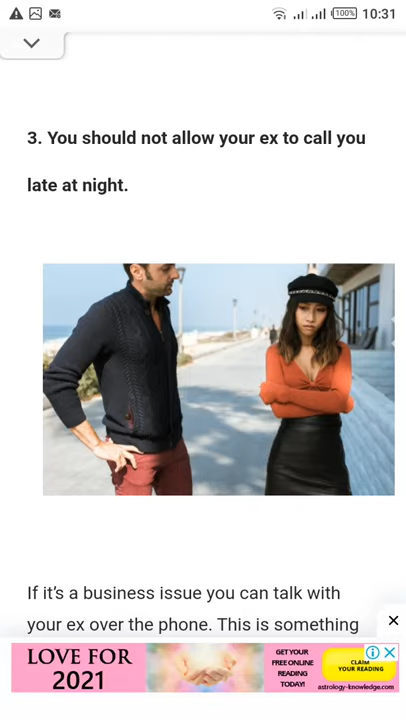 100% 10:31
3. You should not allow your ex to call you
late at night.
If it's a business issue you can talk with
your ex over the phone. This is something
LOVE FOR
2021
GET YOUR
FREE ONLINE
READING
TODAY!
CLAIM
YOUR READING
astrology-knowledge.com